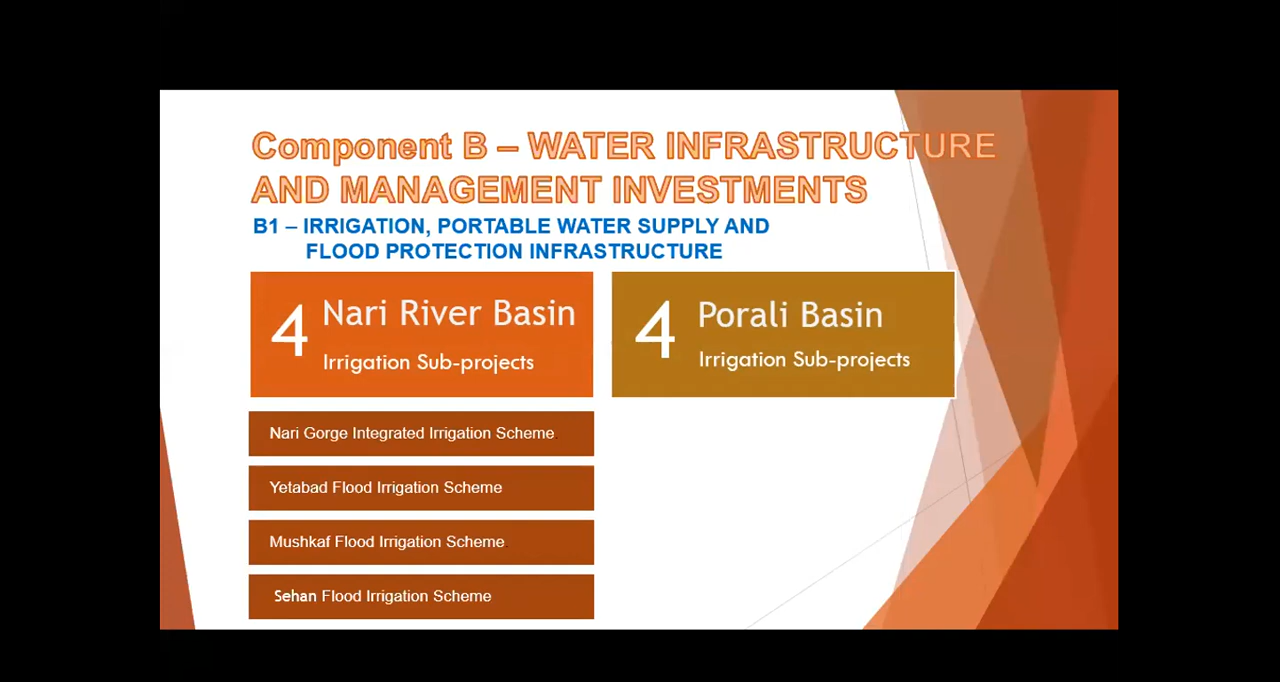 Component B – WATER INFRASTRUCTURE
AND MANAGEMENT INVESTMENTS
B1 – IRRIGATION, PORTABLE WATER SUPPLY AND
FLOOD PROTECTION INFRASTRUCTURE
4 Nari River Basin
Irrigation Sub-projects
4 Porali Basin
Irrigation Sub-projects
Nari Gorge Integrated Irrigation Scheme
Yetabad Flood Irrigation Scheme
Mushkaf Flood Irrigation Scheme.
Sehan Flood Irrigation Scheme